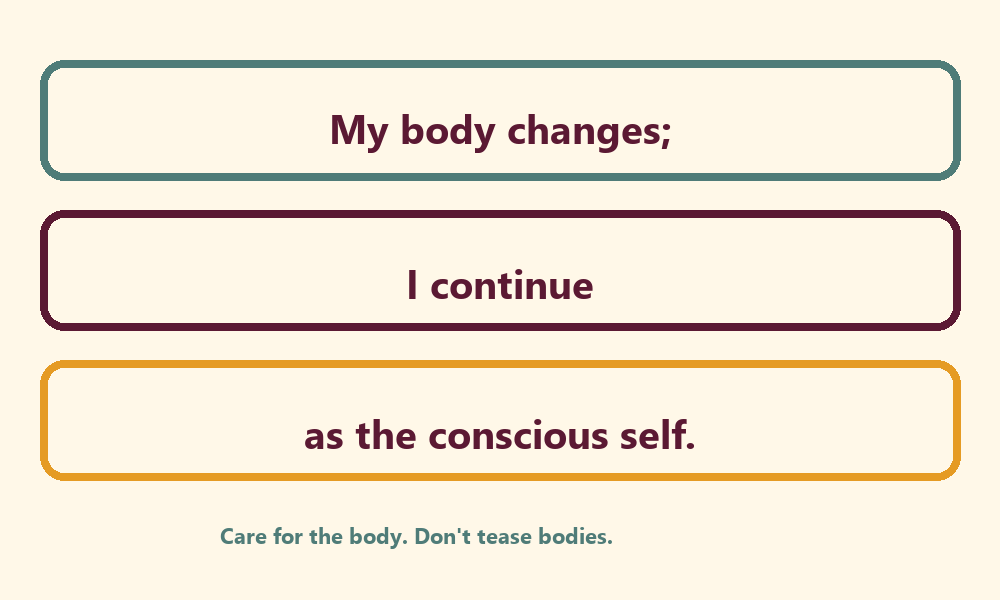 My body changes;
I continue
as the conscious self.
Care for the body. Don't tease bodies.